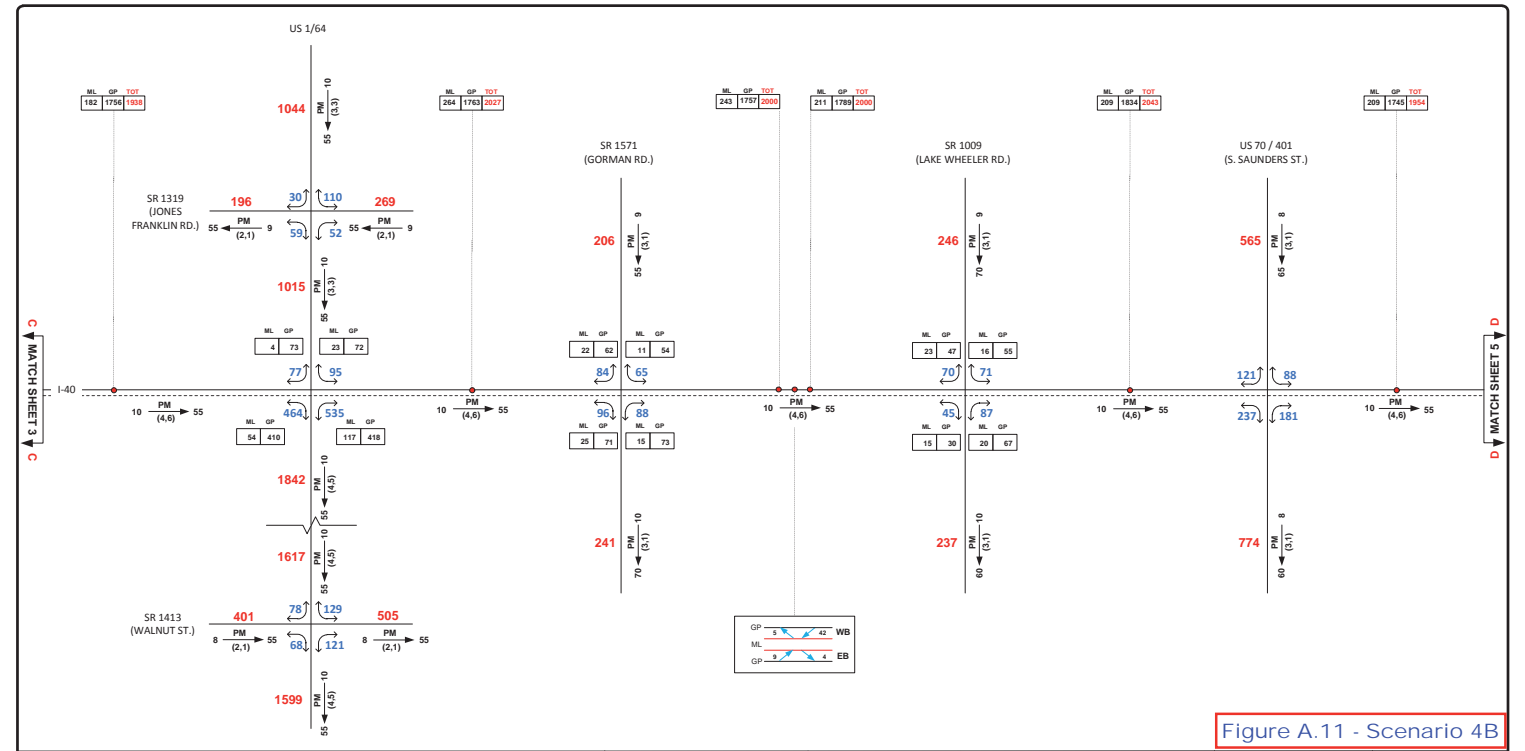 US 1/64
ML GP TOT
182 1756 1938
ML GP TOT
264 1763 2027
ML GP TOT
243 1757 2000
ML GP TOT
211 1789 2000
ML GP TOT
209 1834 2043
ML GP TOT
209 1745 1954
1044
10
PM
(3,3)
55
SR 1571
(GORMAN RD.)
SR 1009
(LAKE WHEELER RD.)
US 70 / 401
(S. SAUNDERS ST.)
SR 1319
(JONES
FRANKLIN RD.)
196
30
110
269
55
PM
(2,1)
9
59
52
55
PM
(2,1)
9
206
9
PM
(3,1)
55
246
9
PM
(3,1)
70
565
8
PM
(3,1)
65
1015
10
PM
(3,3)
55
ML GP
4 73
ML GP
23 72
ML GP
22 62
ML GP
11 54
ML GP
23 47
ML GP
16 55
77
95
84
65
70
71
121
88
C
MATCH SHEET 3
C
I-40
D
MATCH SHEET 5
D
10
PM
(4,6)
55
464
535
10
PM
(4,6)
55
96
88
10
PM
(4,6)
55
45
87
10
PM
(4,6)
55
237
181
10
PM
(4,6)
55
ML GP
54 410
ML GP
117 418
ML GP
25 71
ML GP
15 73
ML GP
15 30
ML GP
20 67
1842
10
PM
(4,5)
55
1617
10
PM
(4,5)
55
241
10
PM
(3,1)
70
237
10
PM
(3,1)
60
774
8
PM
(3,1)
60
SR 1413
(WALNUT ST.)
401
78
129
505
8
PM
(2,1)
55
68
121
8
PM
(2,1)
55
GP
5
42
WB
ML
GP
9
4
EB
1599
10
PM
(4,5)
55
Figure A.11 - Scenario 4B